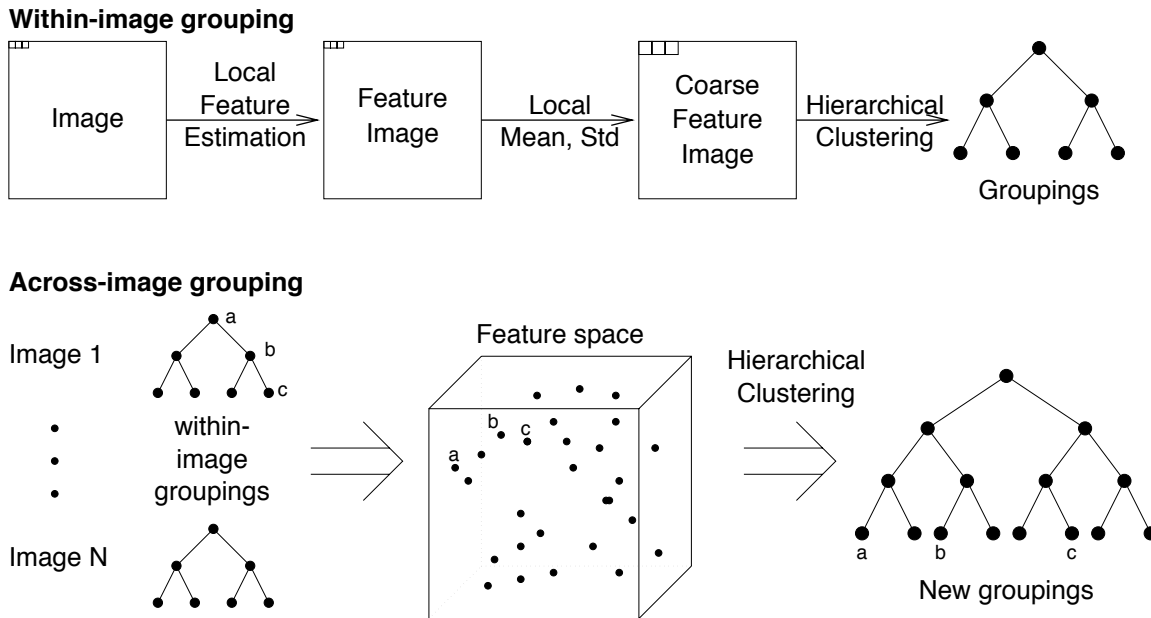 Within-image grouping
Image
Local
Feature
Estimation
Feature
Image
Local
Mean, Std
Coarse
Feature
Image
Hierarchical
Clustering
Groupings
Across-image grouping
Image 1
a
b
c
within-
image
groupings
Image N
Feature space
a
b
c
Hierarchical
Clustering
a
b
c
New groupings